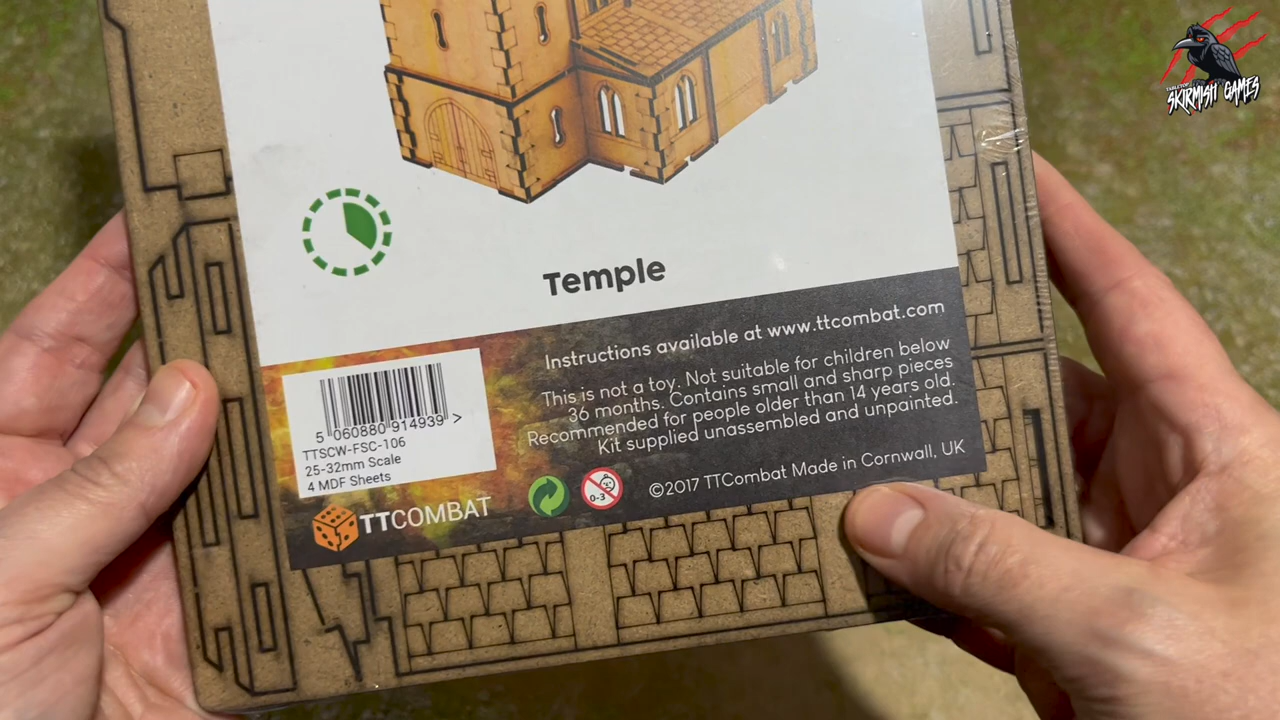 TABLETOP
SKIRMISH GAMES
Temple
Instructions available at www.ttcombat.com
This is not a toy. Not suitable for children below
36 months. Contains small and sharp pieces
Recommended for people older than 14 years old.
Kit supplied unassembled and unpainted.
5 060880 914939 >
TTSCW-FSC-106
25-32mm Scale
4 MDF Sheets
TTCOMBAT
0-3
©2017 TTCombat Made in Cornwall, UK